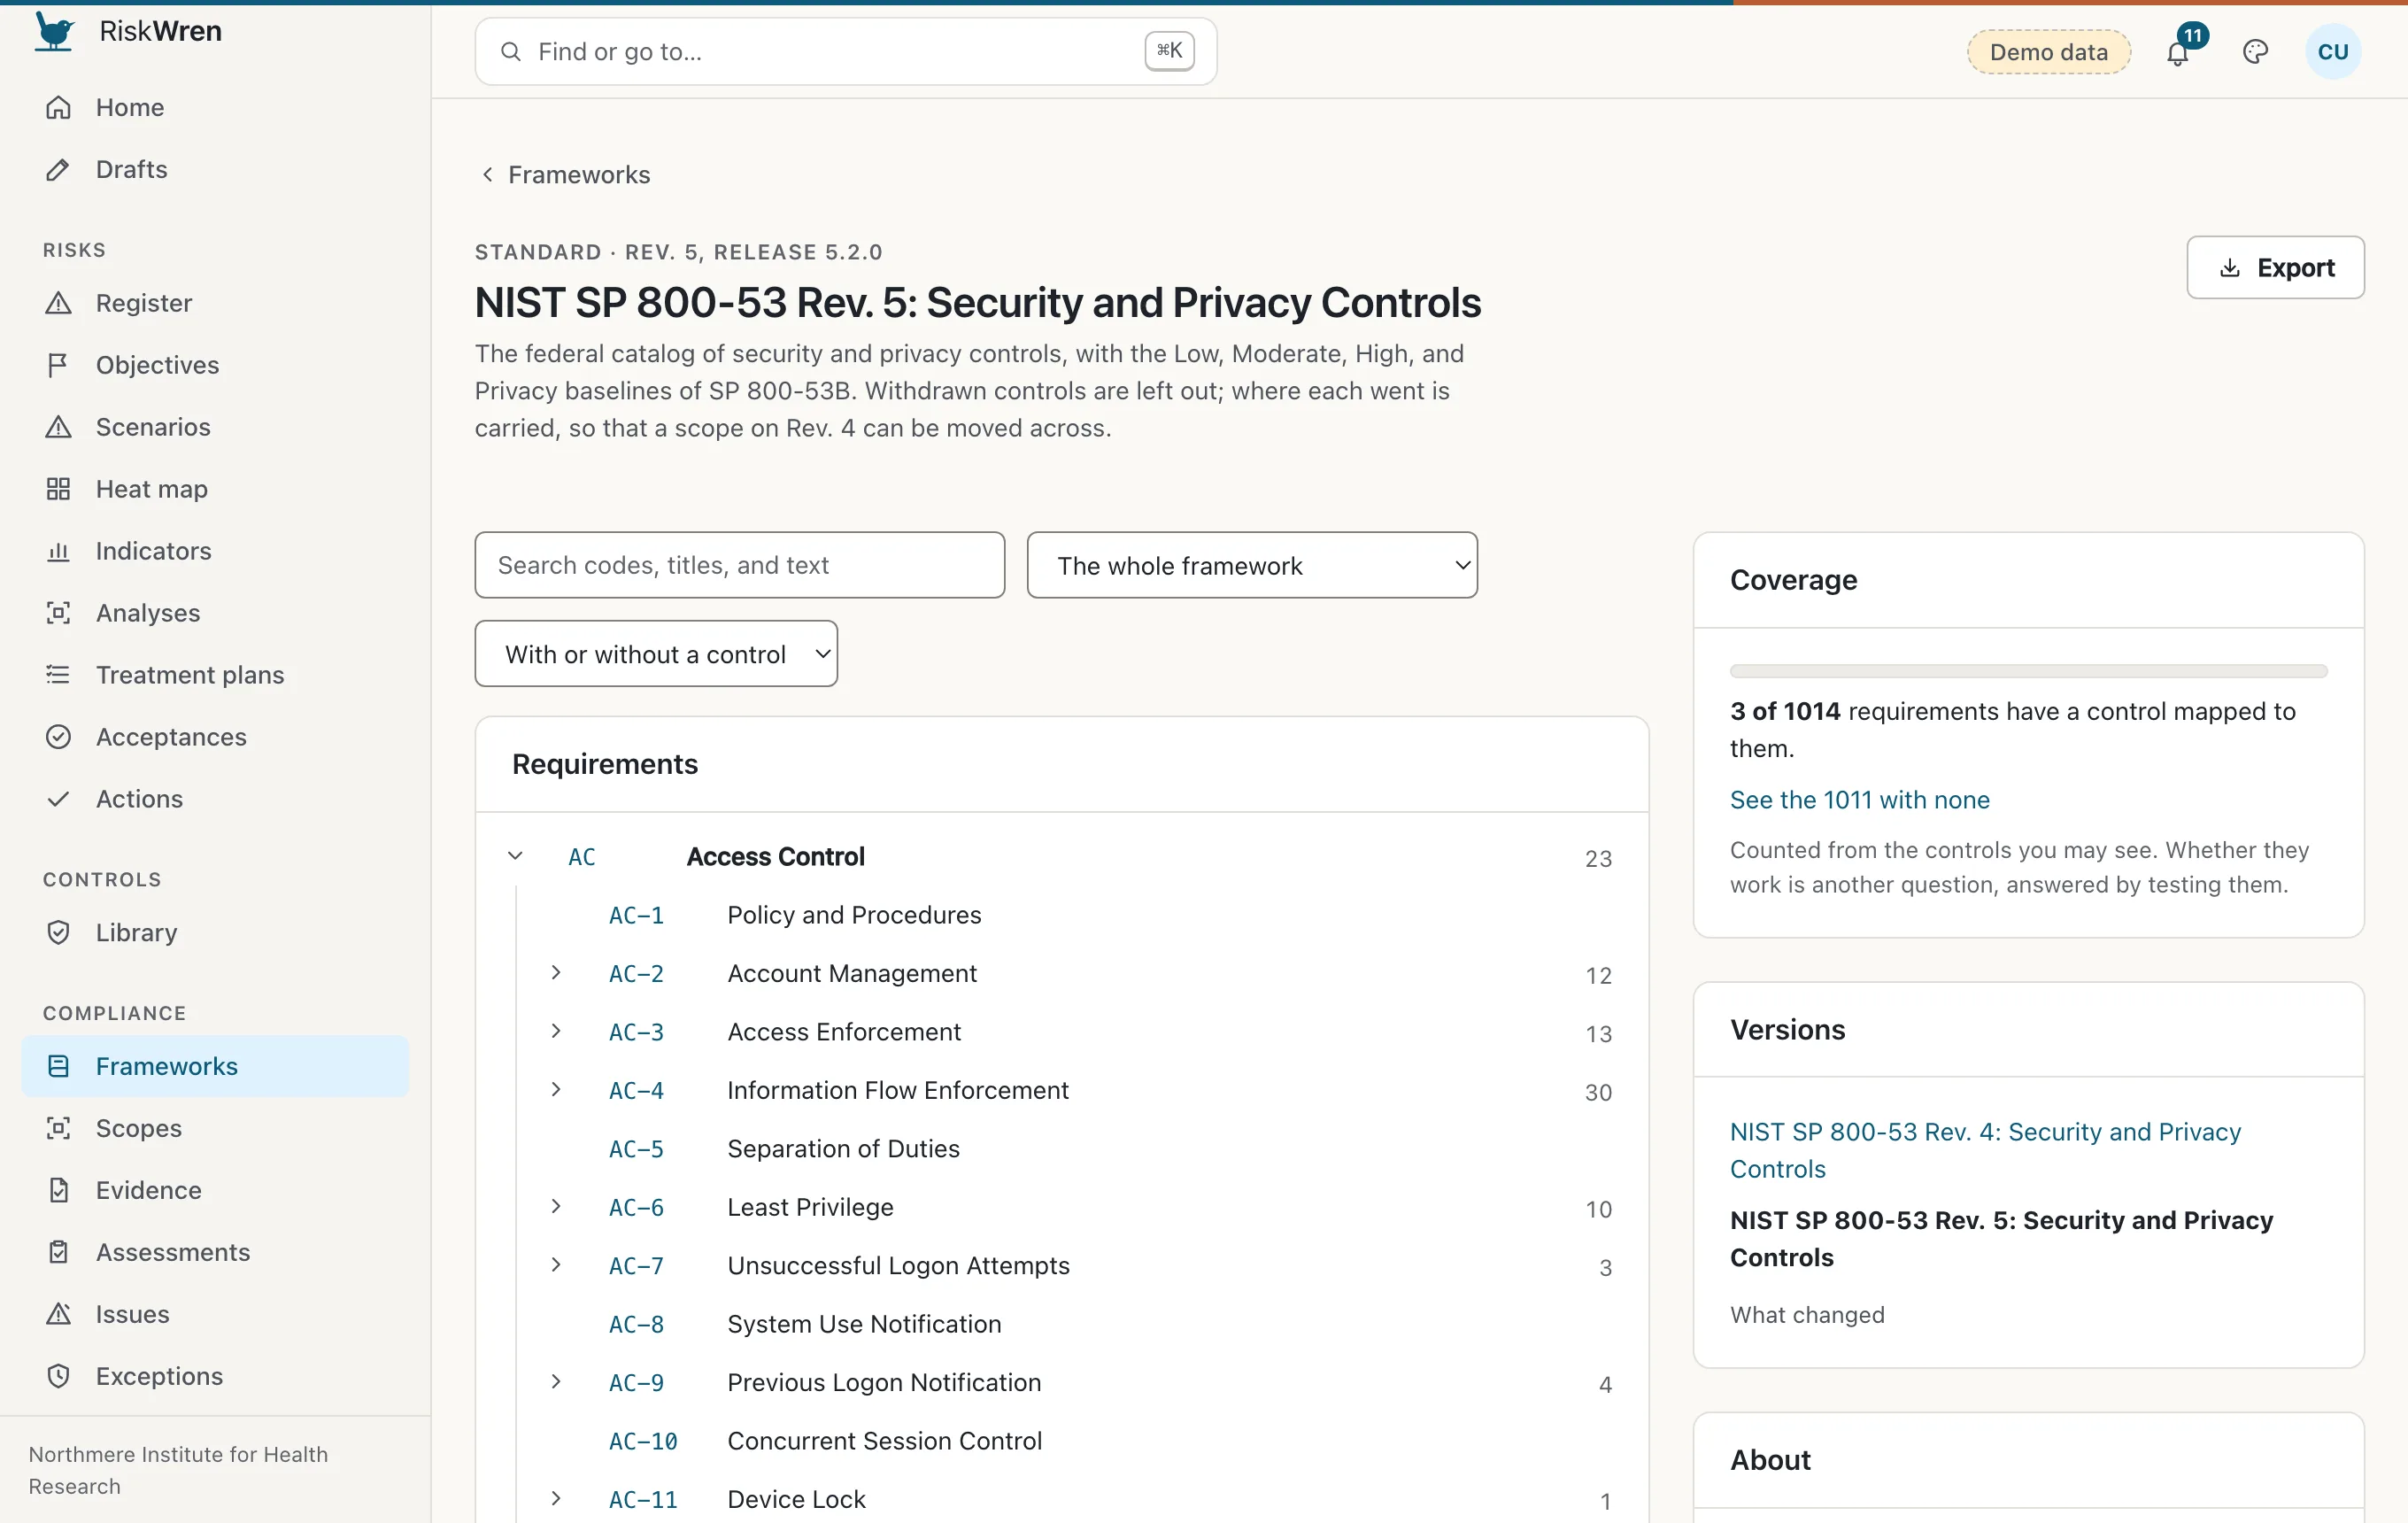 RiskWren
Find or go to...
⌘K
Demo data
11
CU
Home
Drafts
RISKS
Register
Objectives
Scenarios
Heat map
Indicators
Analyses
Treatment plans
Acceptances
Actions
CONTROLS
Library
COMPLIANCE
Frameworks
Scopes
Evidence
Assessments
Issues
Exceptions
Northmere Institute for Health
Research
Frameworks
STANDARD · REV. 5, RELEASE 5.2.0
NIST SP 800-53 Rev. 5: Security and Privacy Controls
The federal catalog of security and privacy controls, with the Low, Moderate, High, and
Privacy baselines of SP 800-53B. Withdrawn controls are left out; where each went is
carried, so that a scope on Rev. 4 can be moved across.
Export
Search codes, titles, and text
The whole framework
With or without a control
Requirements
AC Access Control 23
AC-1 Policy and Procedures
AC-2 Account Management 12
AC-3 Access Enforcement 13
AC-4 Information Flow Enforcement 30
AC-5 Separation of Duties
AC-6 Least Privilege 10
AC-7 Unsuccessful Logon Attempts 3
AC-8 System Use Notification
AC-9 Previous Logon Notification 4
AC-10 Concurrent Session Control
AC-11 Device Lock 1
Coverage
3 of 1014 requirements have a control mapped to
them.
See the 1011 with none
Counted from the controls you may see. Whether they
work is another question, answered by testing them.
Versions
NIST SP 800-53 Rev. 4: Security and Privacy
Controls
NIST SP 800-53 Rev. 5: Security and Privacy
Controls
What changed
About